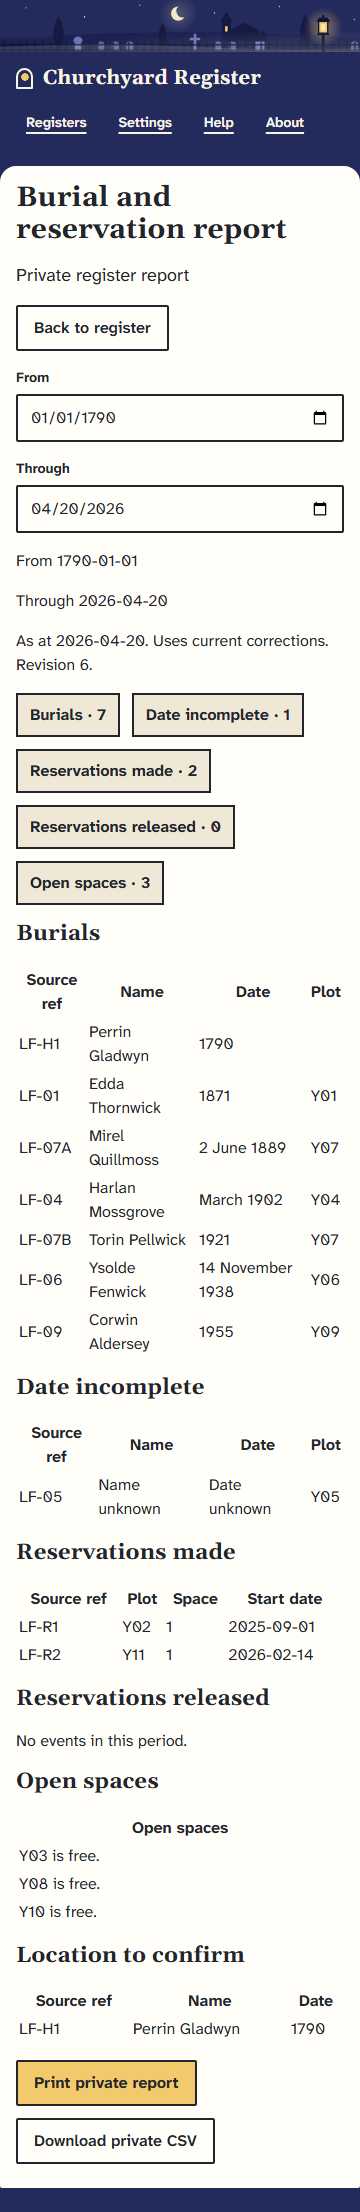 Churchyard Register
Registers Settings Help About
Burial and
reservation report
Private register report
Back to register
From
01/01/1790
Through
04/20/2026
From 1790-01-01
Through 2026-04-20
As at 2026-04-20. Uses current corrections.
Revision 6.
Burials · 7 Date incomplete · 1
Reservations made · 2
Reservations released · 0
Open spaces · 3
Burials
Source
ref Name Date Plot
LF-H1 Perrin
Gladwyn 1790
LF-01 Edda
Thornwick 1871 Y01
LF-07A Mirel
Quillmoss 2 June 1889 Y07
LF-04 Harlan
Mossgrove March 1902 Y04
LF-07B Torin Pellwick 1921 Y07
LF-06 Ysolde
Fenwick 14 November
1938 Y06
LF-09 Corwin
Aldersey 1955 Y09
Date incomplete
Source
ref Name Date Plot
LF-05 Name
unknown Date
unknown Y05
Reservations made
Source ref Plot Space Start date
LF-R1 Y02 1 2025-09-01
LF-R2 Y11 1 2026-02-14
Reservations released
No events in this period.
Open spaces
Open spaces
Y03 is free.
Y08 is free.
Y10 is free.
Location to confirm
Source ref Name Date
LF-H1 Perrin Gladwyn 1790
Print private report
Download private CSV